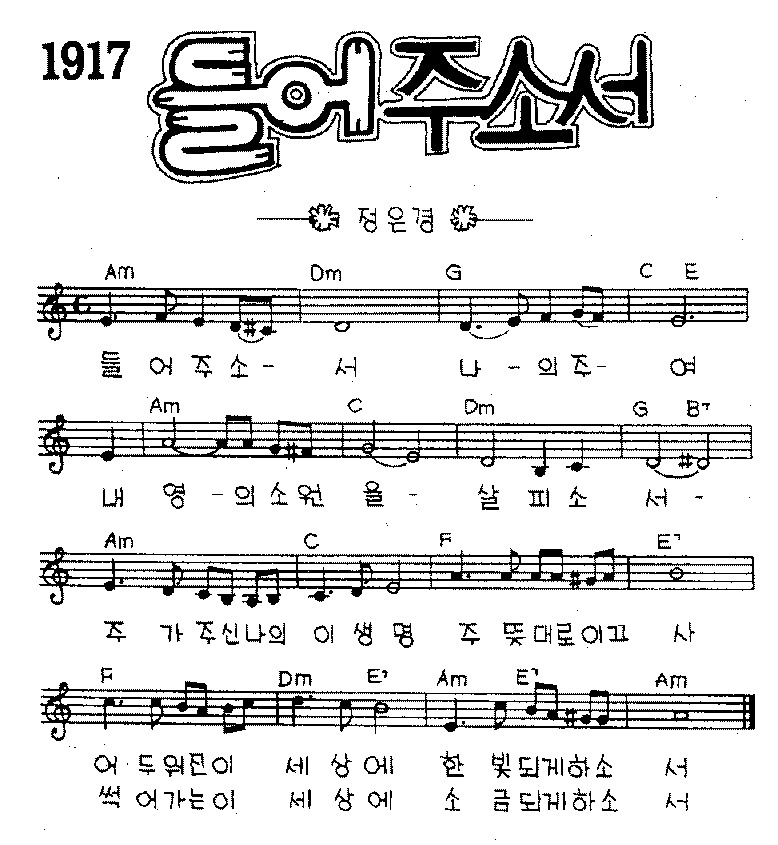 1917 들어주소서
정은경
Am Dm G C E
들 어 주 소 - 서 나 - 의 주 - 여
Am C Dm G B7
내 영 - 의 소 원 을 - 살 피 소 서 -
Am C F E7
주 가 주신나의 이 생 명 주 뜻대로이끄 사
F Dm E7 Am E7 Am
어 두워진이 세 상에 한 빛되게하소 서
썩 어가는이 세 상에 소 금되게하소 서